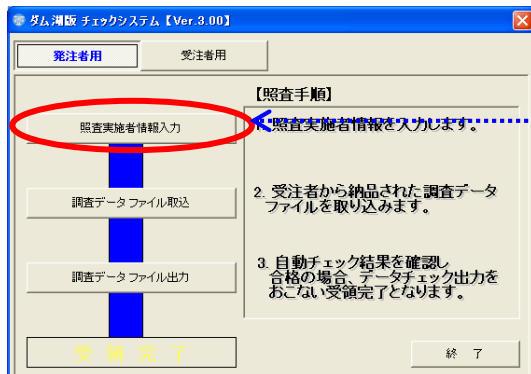 ダム湖版 チェックシステム【Ver.3.00】
発注者用
受注者用
照査実施者情報入力
調査データファイル取込
調査データファイル出力
受領完了
【照査手順】
1. 照査実施者情報を入力します。
2. 受注者から納品された調査データ
ファイルを取り込みます。
3. 自動チェック結果を確認し
合格の場合、データチェック出力を
おこない受領完了となります。
終 了